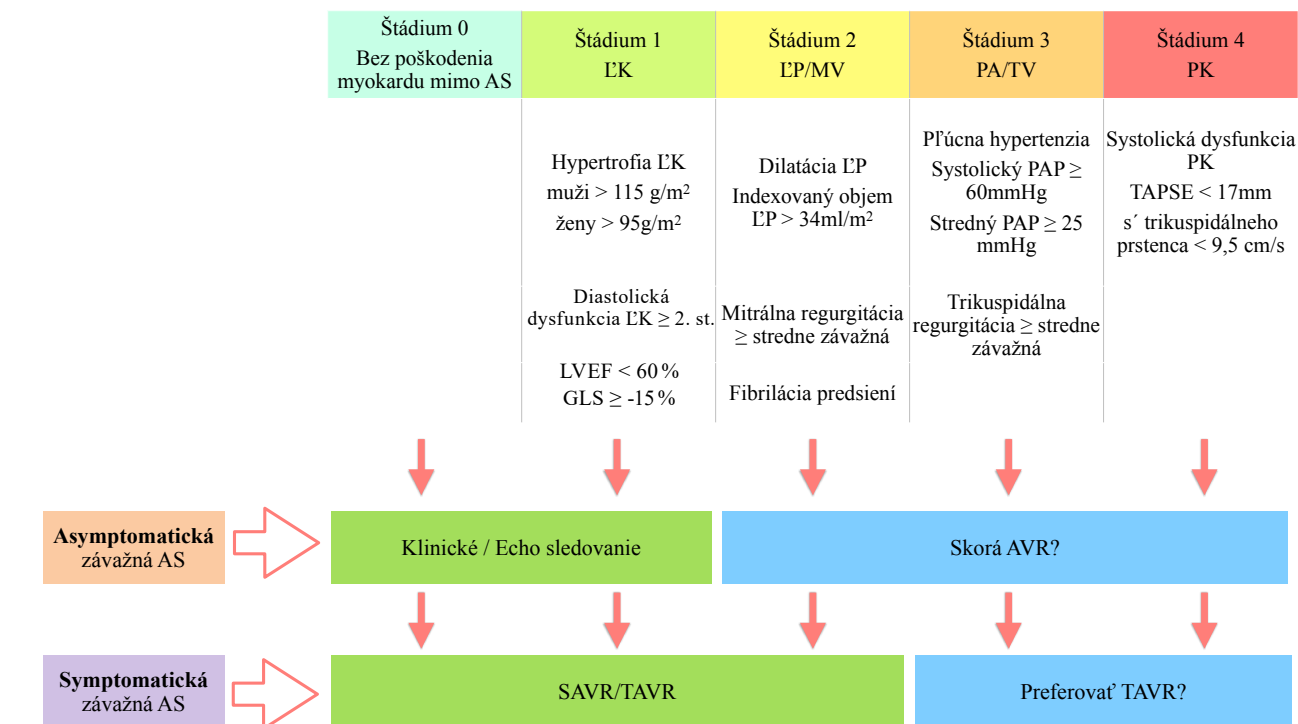 Štádium 0
Bez poškodenia
myokardu mimo AS
Štádium 1
ĽK
Štádium 2
ĽP/MV
Štádium 3
PA/TV
Štádium 4
PK
Hypertrofia ĽK
muži > 115 g/m²
ženy > 95g/m²
Dilatácia ĽP
Indexovaný objem
ĽP > 34ml/m²
Pľúcna hypertenzia
Systolický PAP ≥
60mmHg
Stredný PAP ≥ 25
mmHg
Systolická dysfunkcia
PK
TAPSE < 17mm
s´ trikuspidálneho
prstenca < 9,5 cm/s
Diastolická
dysfunkcia ĽK ≥ 2. st.
Mitrálna regurgitácia
≥ stredne závažná
Trikuspidálna
regurgitácia ≥ stredne
závažná
LVEF < 60 %
GLS ≥ -15 %
Fibrilácia predsiení
Asymptomatická
závažná AS
Klinické / Echo sledovanie
Skorá AVR?
Symptomatická
závažná AS
SAVR/TAVR
Preferovať TAVR?